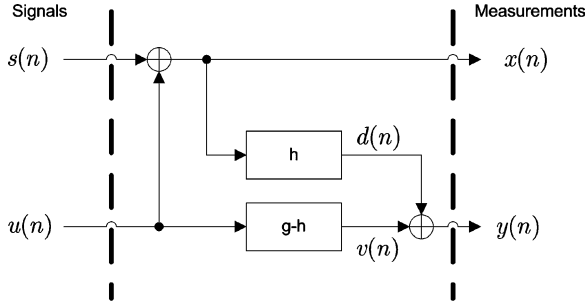 Signals
Measurements
s(n)
x(n)
h
d(n)
u(n)
g-h
v(n)
y(n)